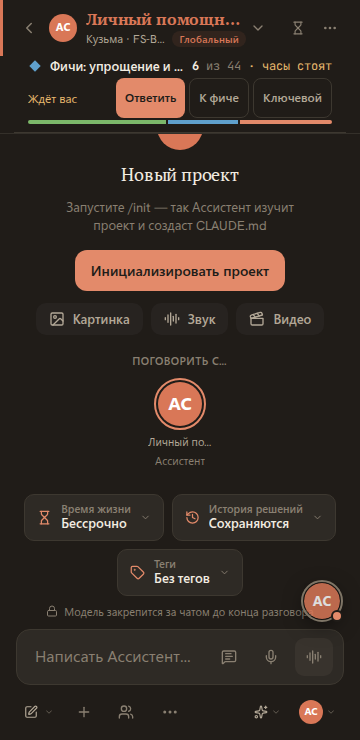 АС
Личный помощн...
Кузьма · FS-B... Глобальный
Фичи: упрощение и ... 6 из 44 · часы стоят
Ждёт вас
Ответить
К фиче
Ключевой
Новый проект
Запустите /init — так Ассистент изучит
проект и создаст CLAUDE.md
Инициализировать проект
Картинка
Звук
Видео
ПОГОВОРИТЬ С...
АС
Личный по...
Ассистент
Время жизни
Бессрочно
История решений
Сохраняются
Теги
Без тегов
АС
Модель закрепится за чатом до конца разговор
Написать Ассистент...
АС